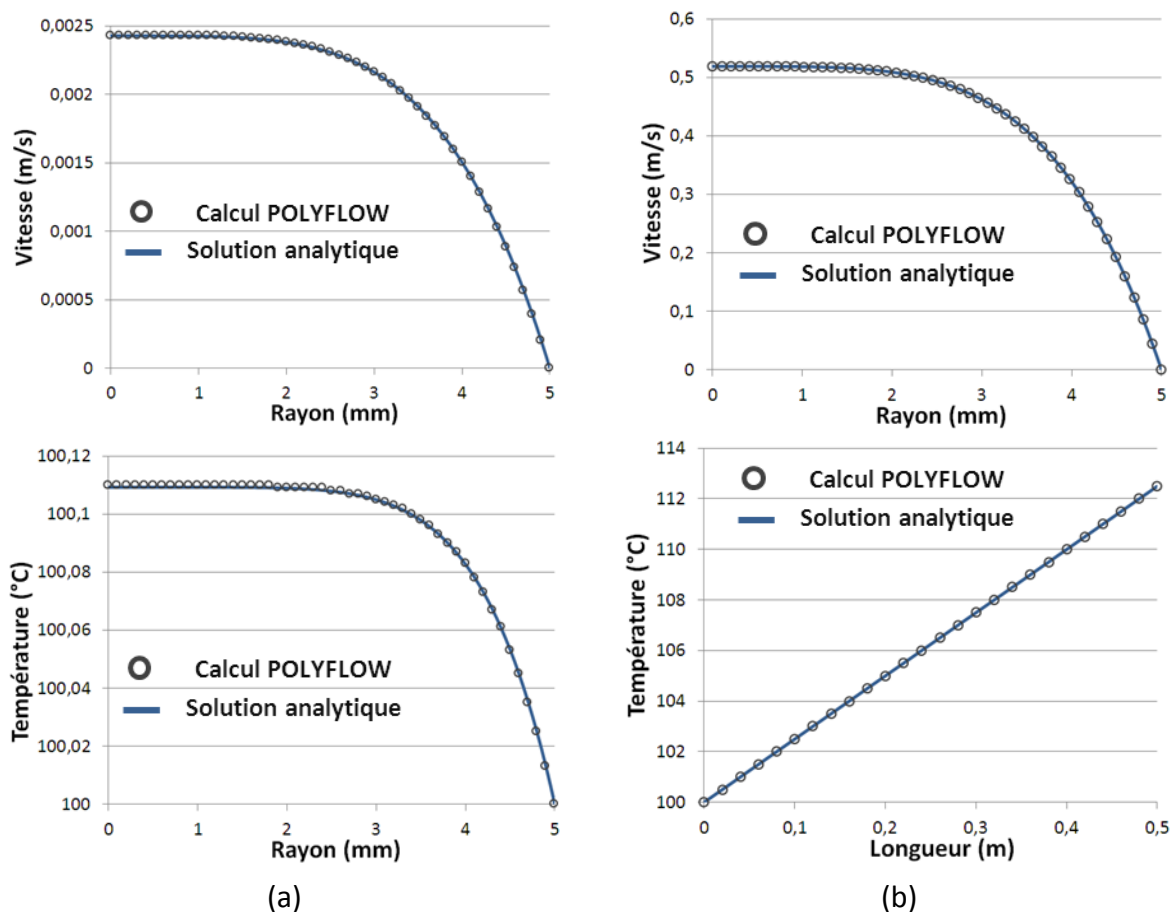 0,0025
0,002
0,0015
0,001
0,0005
0
Vitesse (m/s)
Calcul POLYFLOW
Solution analytique
0 1 2 3 4 5
Rayon (mm)
0,6
0,5
0,4
0,3
0,2
0,1
0
Vitesse (m/s)
Calcul POLYFLOW
Solution analytique
0 1 2 3 4 5
Rayon (mm)
100,12
100,1
100,08
100,06
100,04
100,02
100
Température (°C)
Calcul POLYFLOW
Solution analytique
0 1 2 3 4 5
Rayon (mm)
114
112
110
108
106
104
102
100
Température (°C)
Calcul POLYFLOW
Solution analytique
0 0,1 0,2 0,3 0,4 0,5
Longueur (m)
(a)
(b)